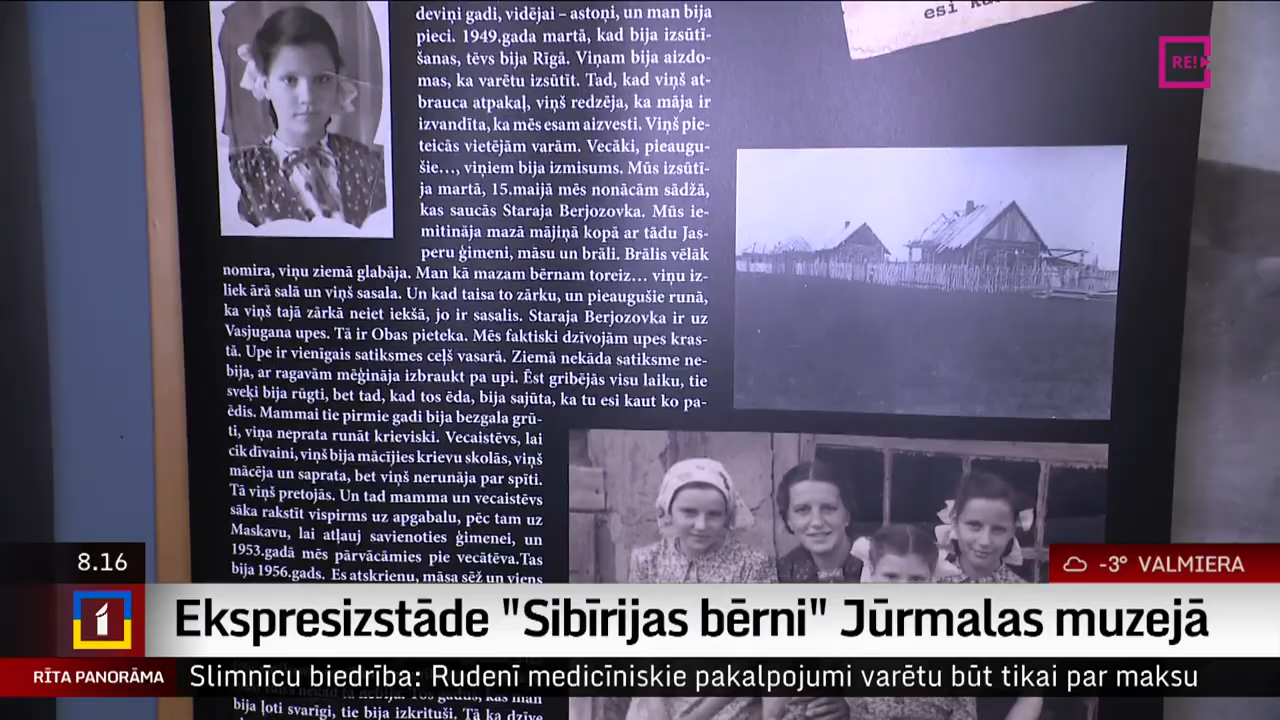 deviņi gadi, vidējai – astoņi, un man bija
pieci. 1949.gada martā, kad bija izsūtī-
šanas, tēvs bija Rīgā. Viņam bija aizdo-
mas, ka varētu izsūtīt. Tad, kad viņš at-
brauca atpakaļ, viņš redzēja, ka māja ir
izvandīta, ka mēs esam aizvesti. Viņš pie-
teicās vietējām varām. Vecāki, pieaugu-
šie…, viņiem bija izmisums. Mūs izsūtī-
ja martā, 15.maijā mēs nonācām sādžā,
kas saucās Staraja Berjozovka. Mūs ie-
mitināja mazā mājiņā kopā ar tādu Jas-
peru ģimeni, māsu un brāli. Brālis vēlāk
nomira, viņu ziemā glabāja. Man kā mazam bērnam toreiz… viņu iz-
liek ārā salā un viņš sasala. Un kad taisa to zārku, un pieaugušie runā,
ka viņš tajā zārkā neiet iekšā, jo ir sasalis. Staraja Berjozovka ir uz
Vasjugana upes. Tā ir Obas pieteka. Mēs faktiski dzīvojām upes kras-
tā. Upe ir vienīgais satiksmes ceļš vasarā. Ziemā nekāda satiksme ne-
bija, ar ragavām mēģināja izbraukt pa upi. Ēst gribējās visu laiku, tie
sveķi bija rūgti, bet tad, kad tos ēda, bija sajūta, ka tu esi kaut ko pa-
ēdis. Mammai tie pirmie gadi bija bezgala grū-
ti, viņa neprata runāt krieviski. Vecaistēvs, lai
cik dīvaini, viņš bija mācījies krievu skolās, viņš
mācēja un saprata, bet viņš nerunāja par spīti.
Tā viņš pretojās. Un tad mamma un vecaistēvs
sāka rakstīt vispirms uz apgabalu, pēc tam uz
Maskavu, lai atļauj savienoties ģimenei, un
1953.gadā mēs pārvācāmies pie vecātēva.Tas
bija 1956.gads. Es atskrienu, māsa sēž un viens
esi
RE!
8.16
-3° VALMIERA
1
Ekspresizstāde "Sibīrijas bērni" Jūrmalas muzejā
RĪTA PANORĀMA
Slimnīcu biedrība: Rudenī medicīniskie pakalpojumi varētu būt tikai par maksu
bija ļoti svarīgi, tie bija izkrituši. Tā ka dzīve